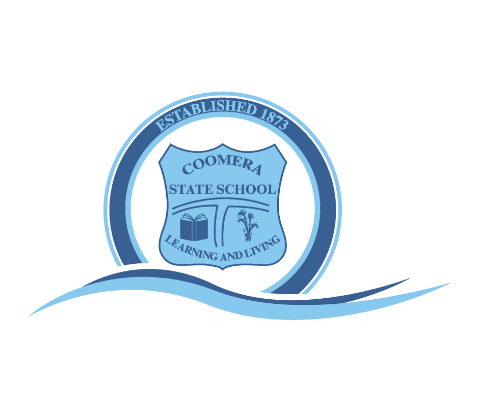 ESTABLISHED 1873
COOMERA
STATE SCHOOL
LEARNING AND LIVING